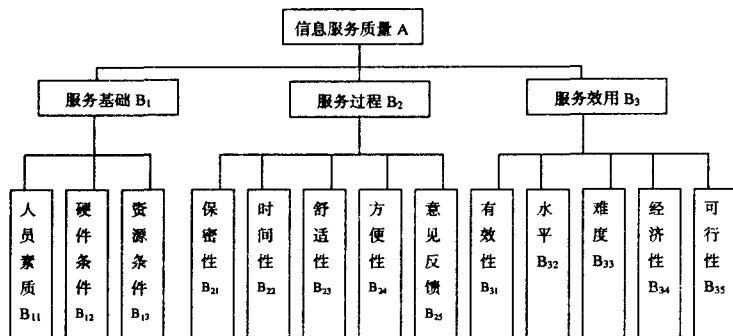 信息服务质量 A
服务基础 B₁
服务过程 B₂
服务效用 B₃
人员素质 B₁₁
硬件条件 B₁₂
资源条件 B₁₃
保密性 B₂₁
时间性 B₂₂
舒适性 B₂₃
方便性 B₂₄
意见反馈 B₂₅
有效性 B₃₁
水平 B₃₂
难度 B₃₃
经济性 B₃₄
可行性 B₃₅